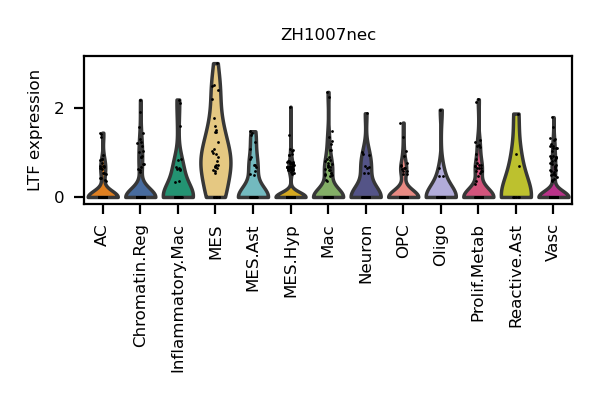 ZH1007nec
LTF expression
2
0
AC
Chromatin.Reg
Inflammatory.Mac
MES
MES.Ast
MES.Hyp
Mac
Neuron
OPC
Oligo
Prolif.Metab
Reactive.Ast
Vasc